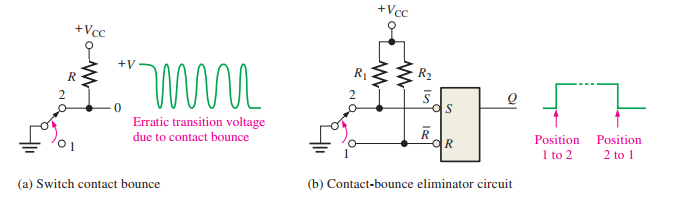 +VCC
R
+V
2
0
1
Erratic transition voltage
due to contact bounce
(a) Switch contact bounce
+VCC
R1
R2
2
S̅
S
Q
R̅
R
1
Position
1 to 2
Position
2 to 1
(b) Contact-bounce eliminator circuit